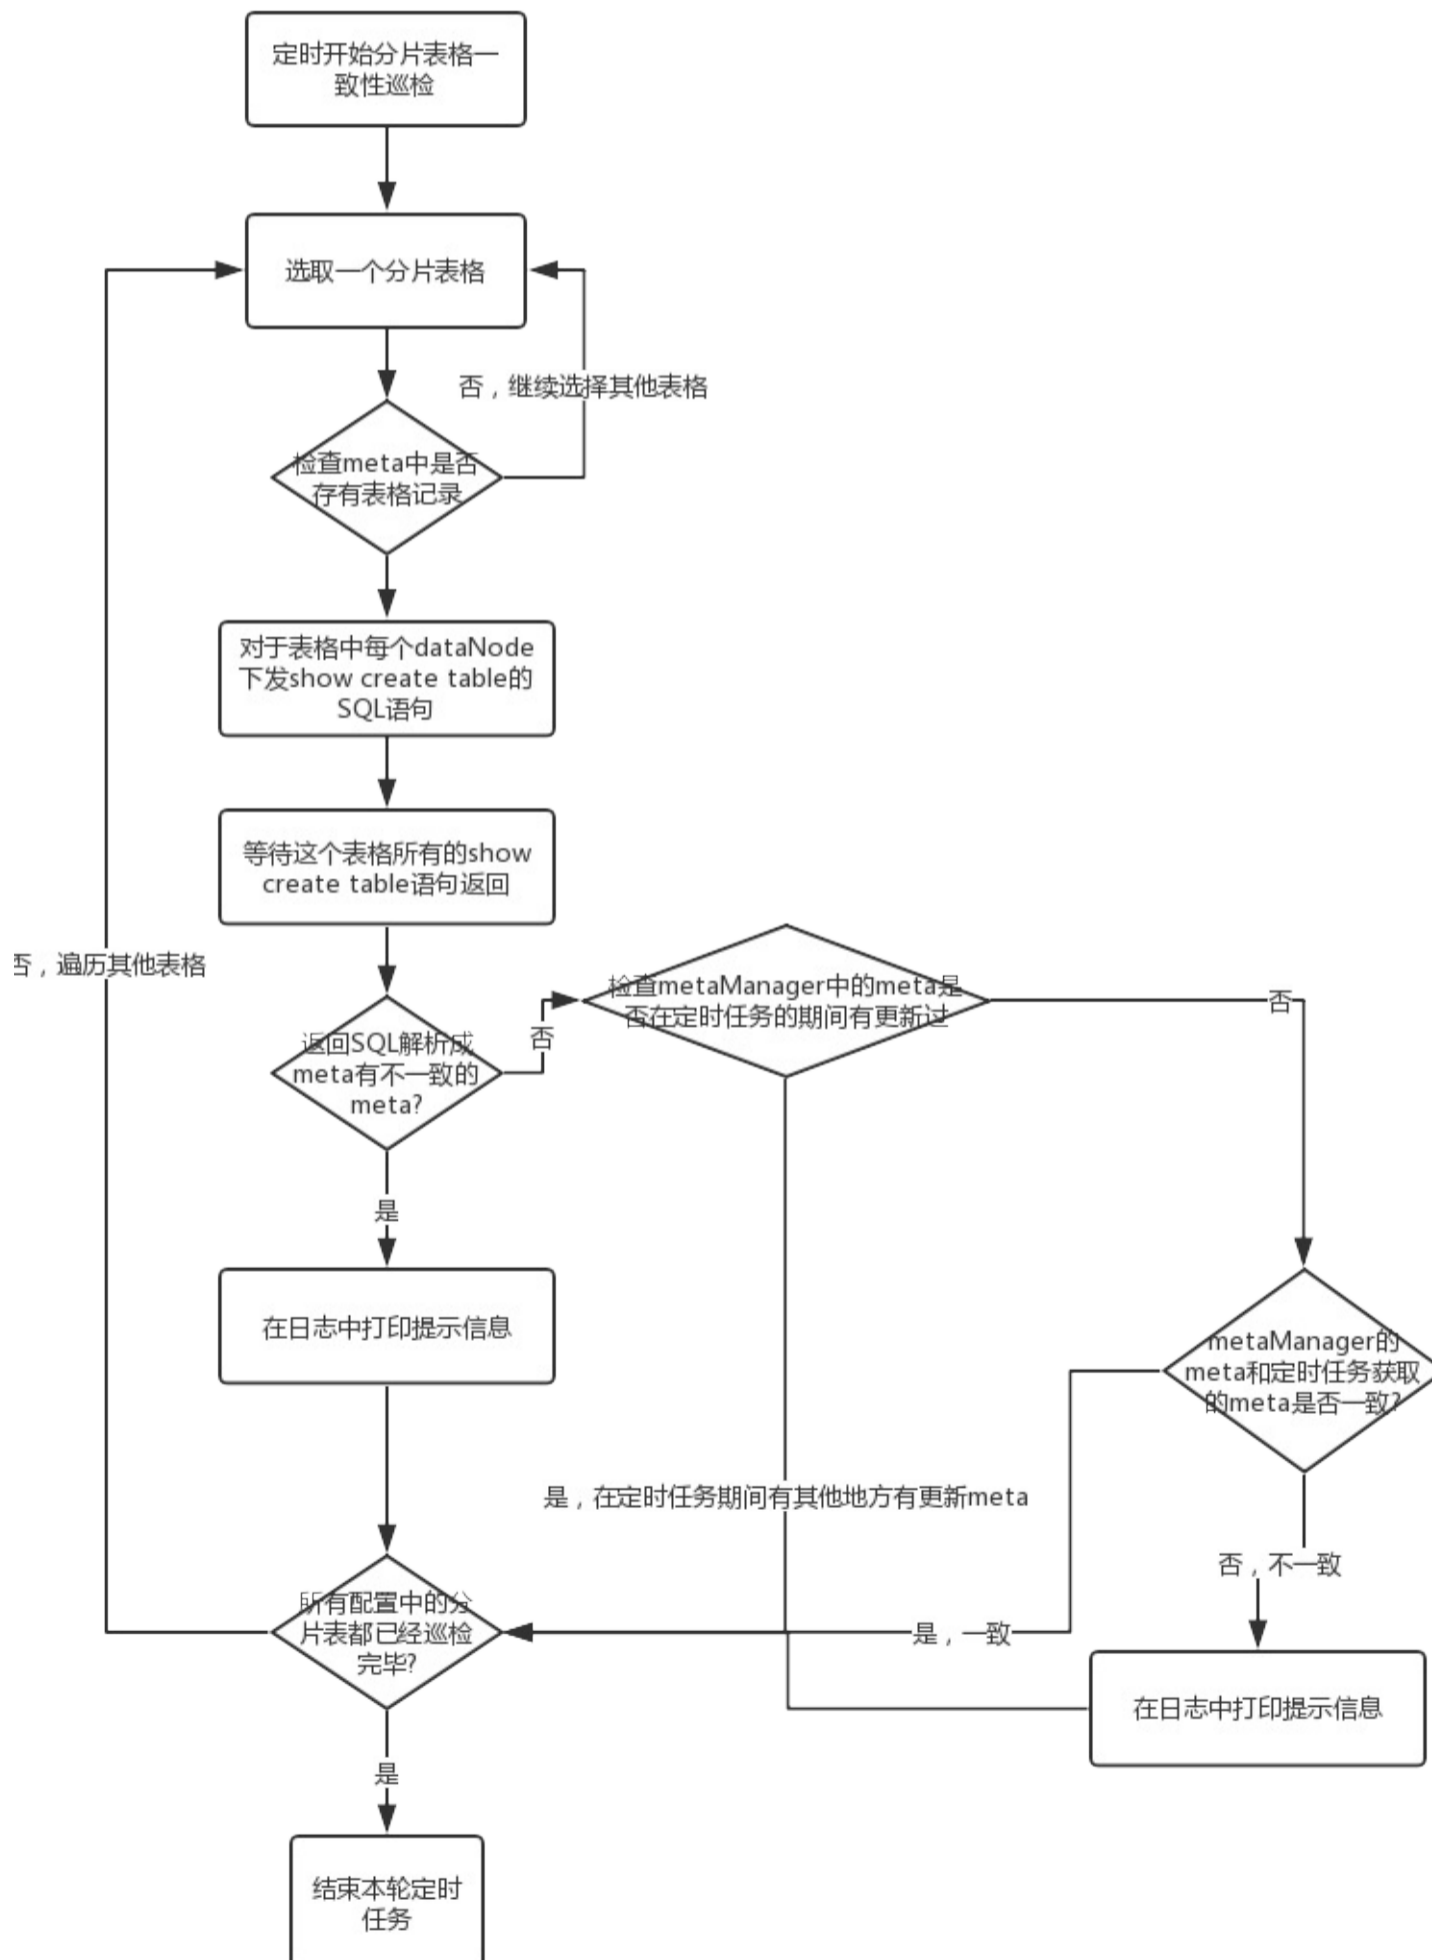 定时开始分片表格一
致性巡检
选取一个分片表格
否，继续选择其他表格
检查meta中是否
存有表格记录
对于表格中每个dataNode
下发show create table的
SQL语句
等待这个表格所有的show
create table语句返回
否，遍历其他表格
检查metaManager中的meta是
否在定时任务的期间有更新过
否
否
返回SQL解析成
meta有不一致的
meta?
是
在日志中打印提示信息
metaManager的
meta和定时任务获取
的meta是否一致?
是，在定时任务期间有其他地方有更新meta
否，不一致
所有配置中的分
片表都已经巡检
完毕?
是，一致
在日志中打印提示信息
是
结束本轮定时
任务